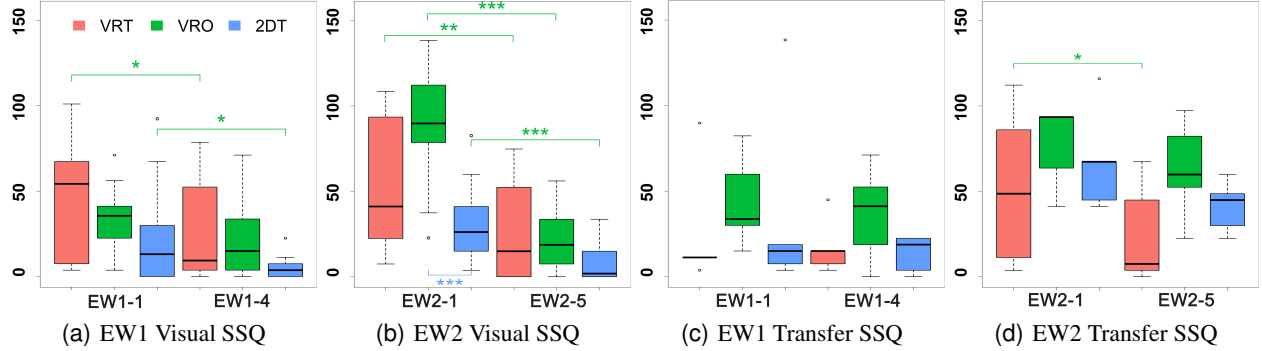 150
100
50
0
VRT VRO 2DT
*
*
EW1-1 EW1-4
(a) EW1 Visual SSQ
150
100
50
0
***
**
***
***
EW2-1 EW2-5
(b) EW2 Visual SSQ
150
100
50
0
EW1-1 EW1-4
(c) EW1 Transfer SSQ
150
100
50
0
*
EW2-1 EW2-5
(d) EW2 Transfer SSQ